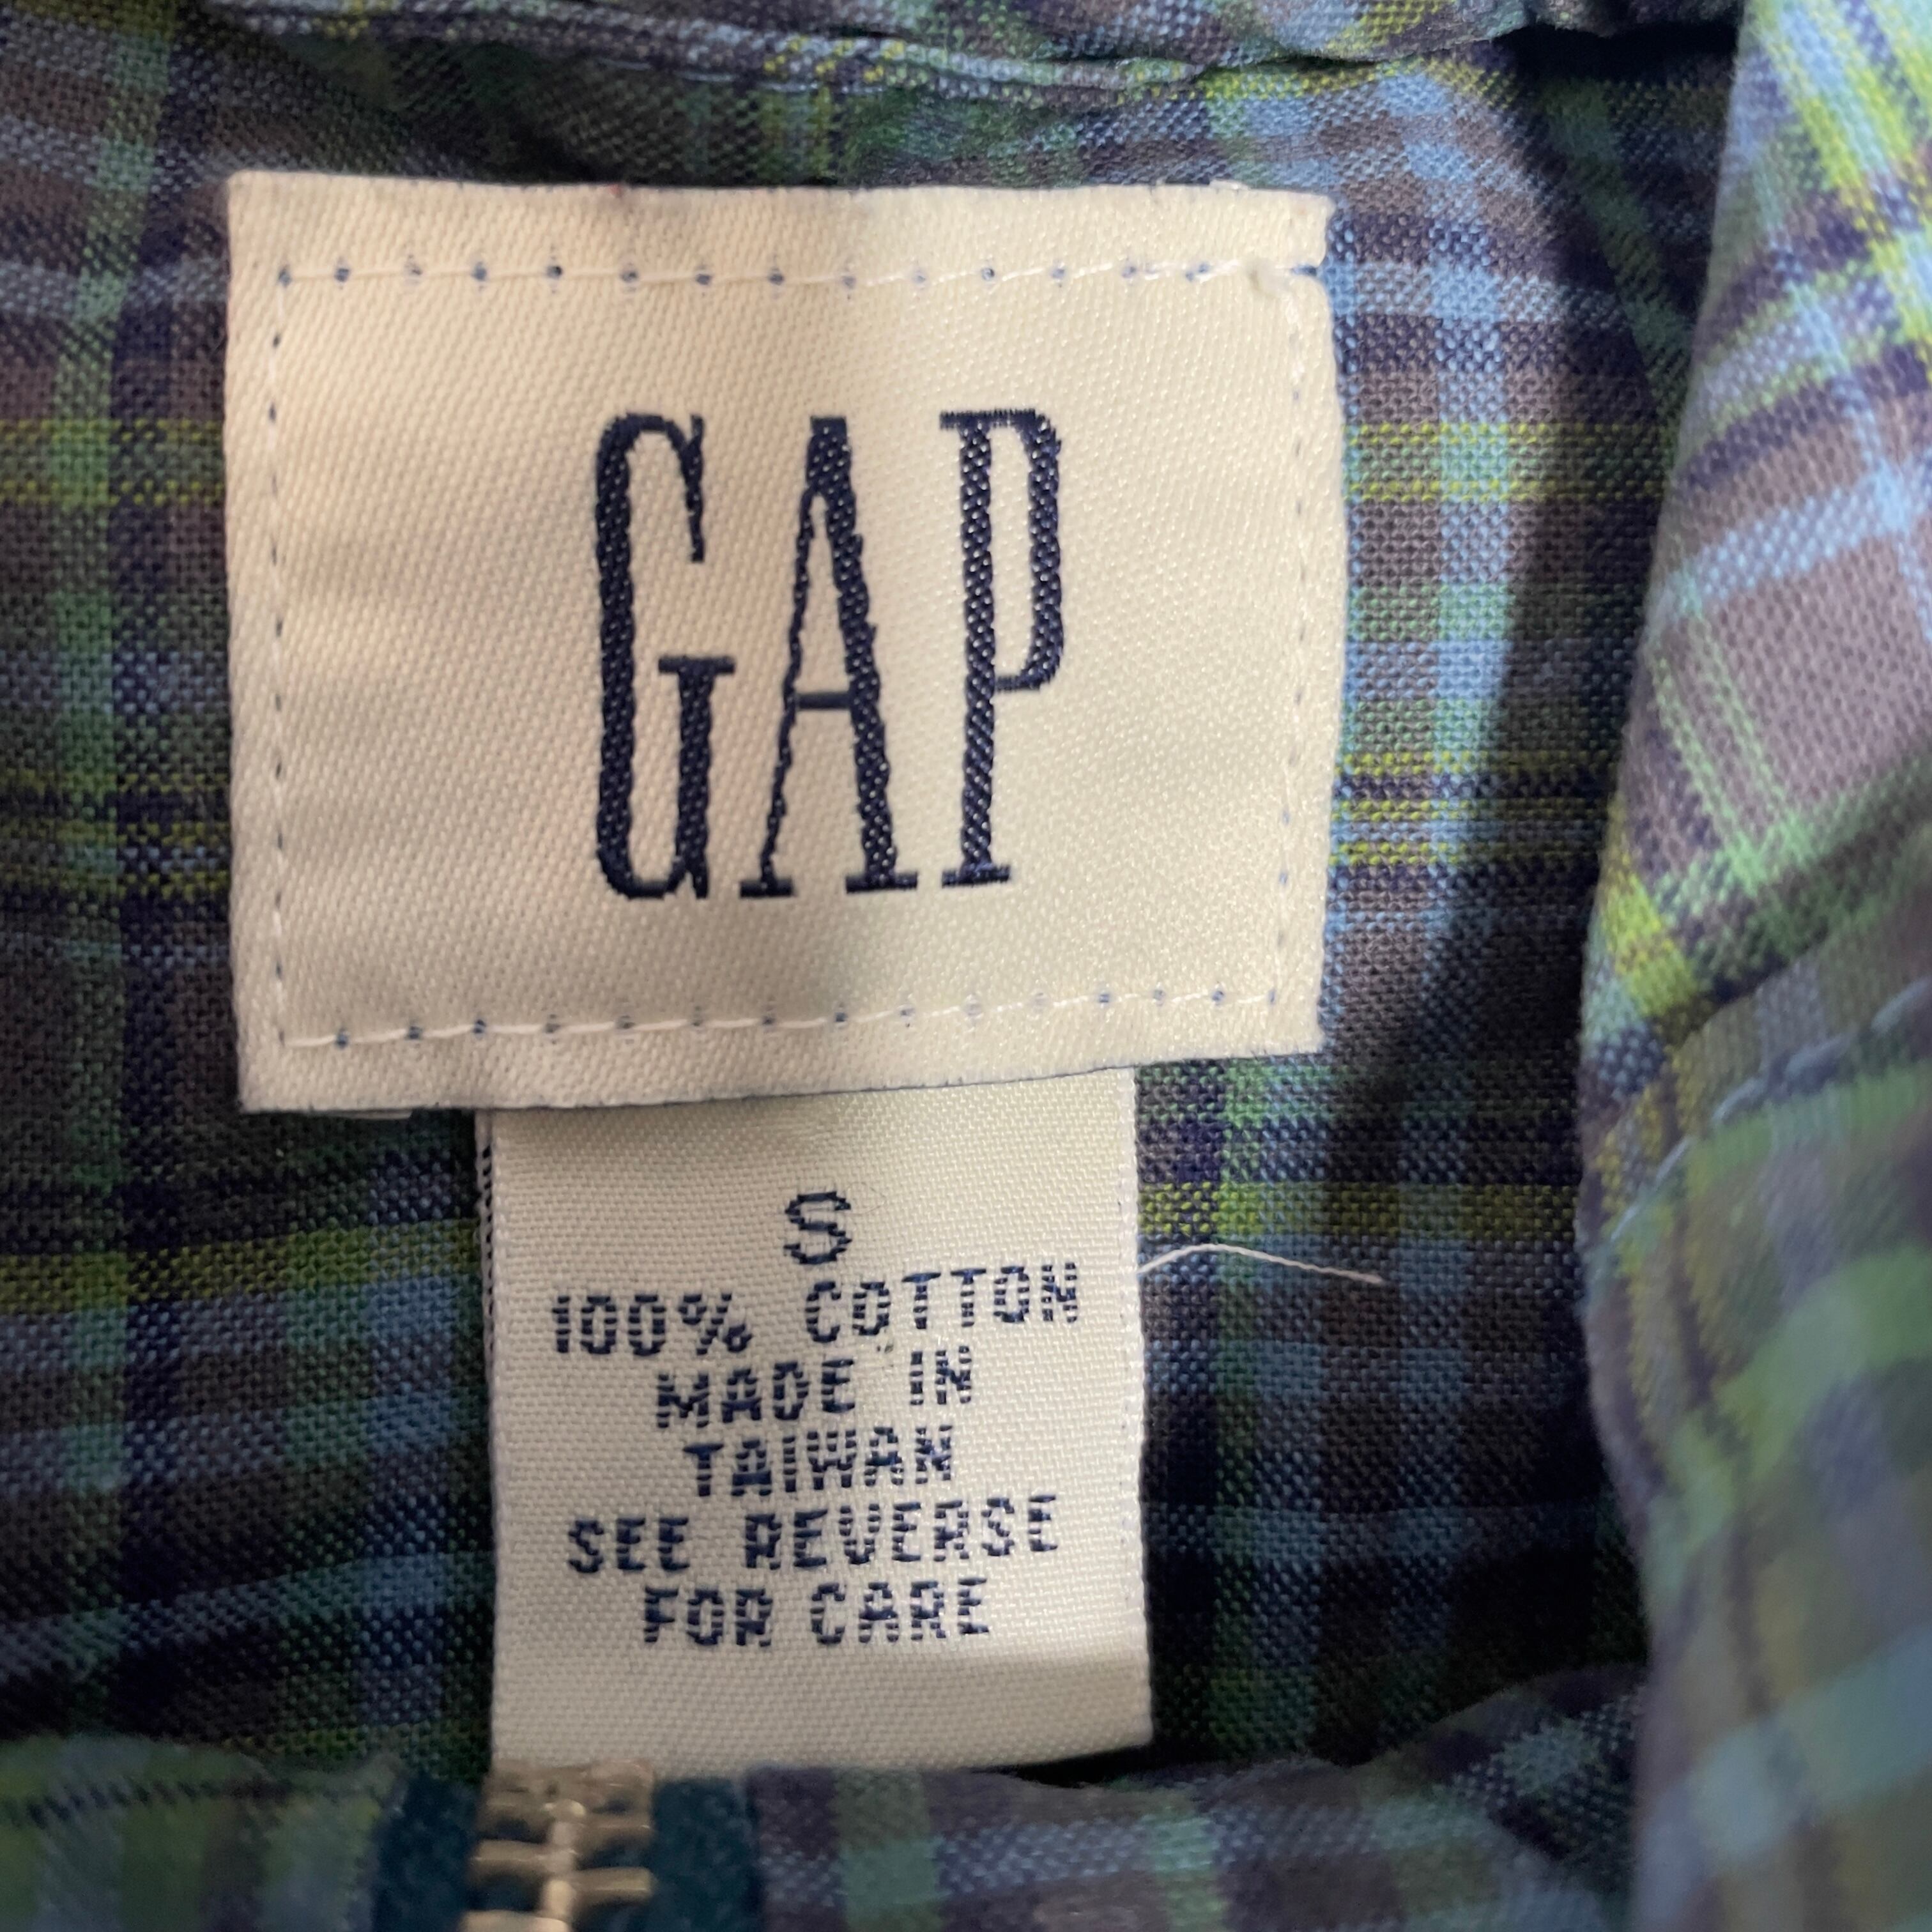 GAP
S
100% COTTON
MADE IN
TAIWAN
SEE REVERSE
FOR CARE